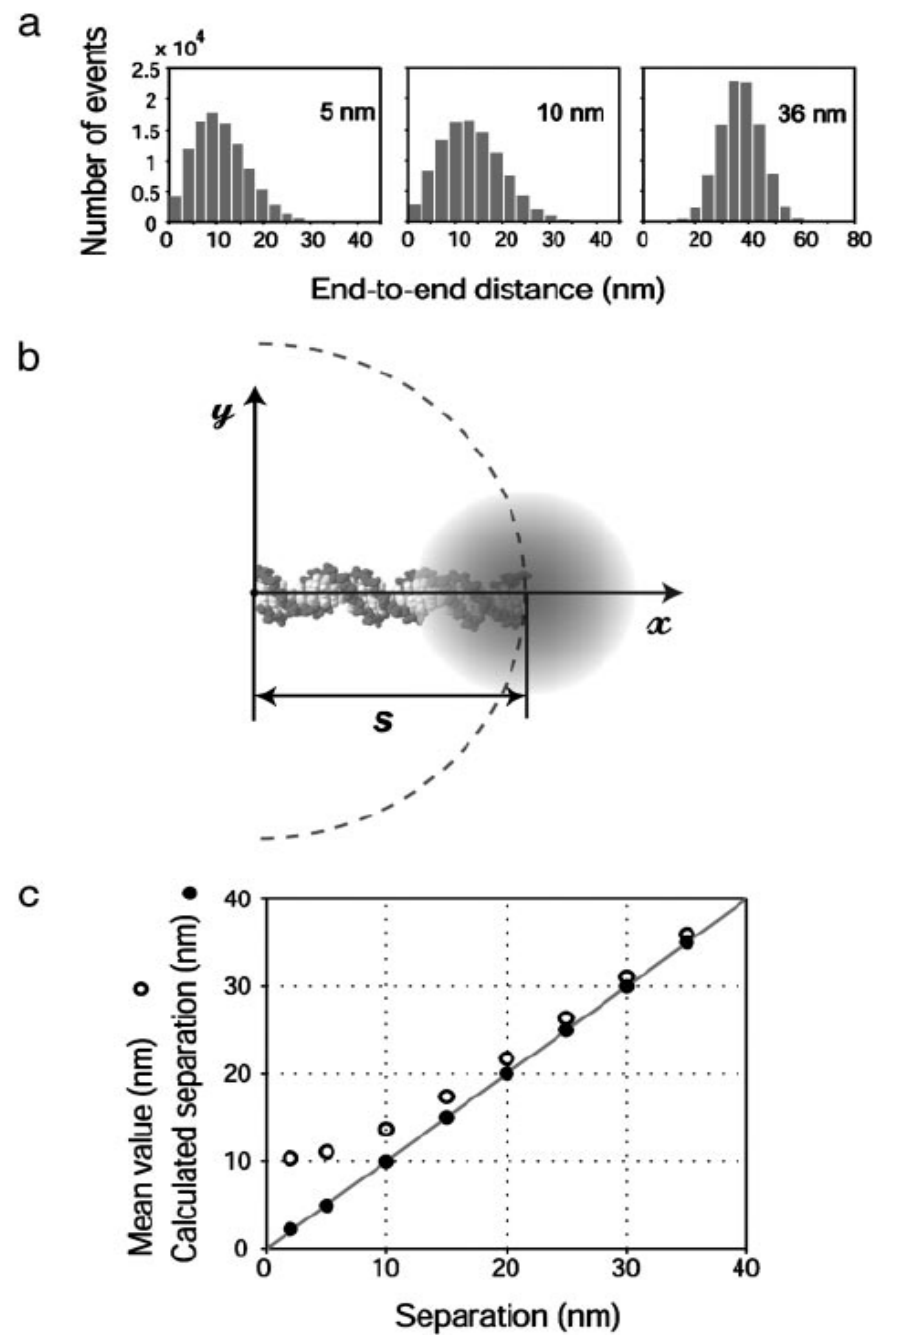 a
x 10⁴
Number of events
2.5
2
1.5
1
0.5
0
5 nm
0 10 20 30 40
10 nm
0 10 20 30 40
36 nm
0 20 40 60 80
End-to-end distance (nm)
b
y
x
s
c
Mean value (nm)
Calculated separation (nm)
40
30
20
10
0
0 10 20 30 40
Separation (nm)